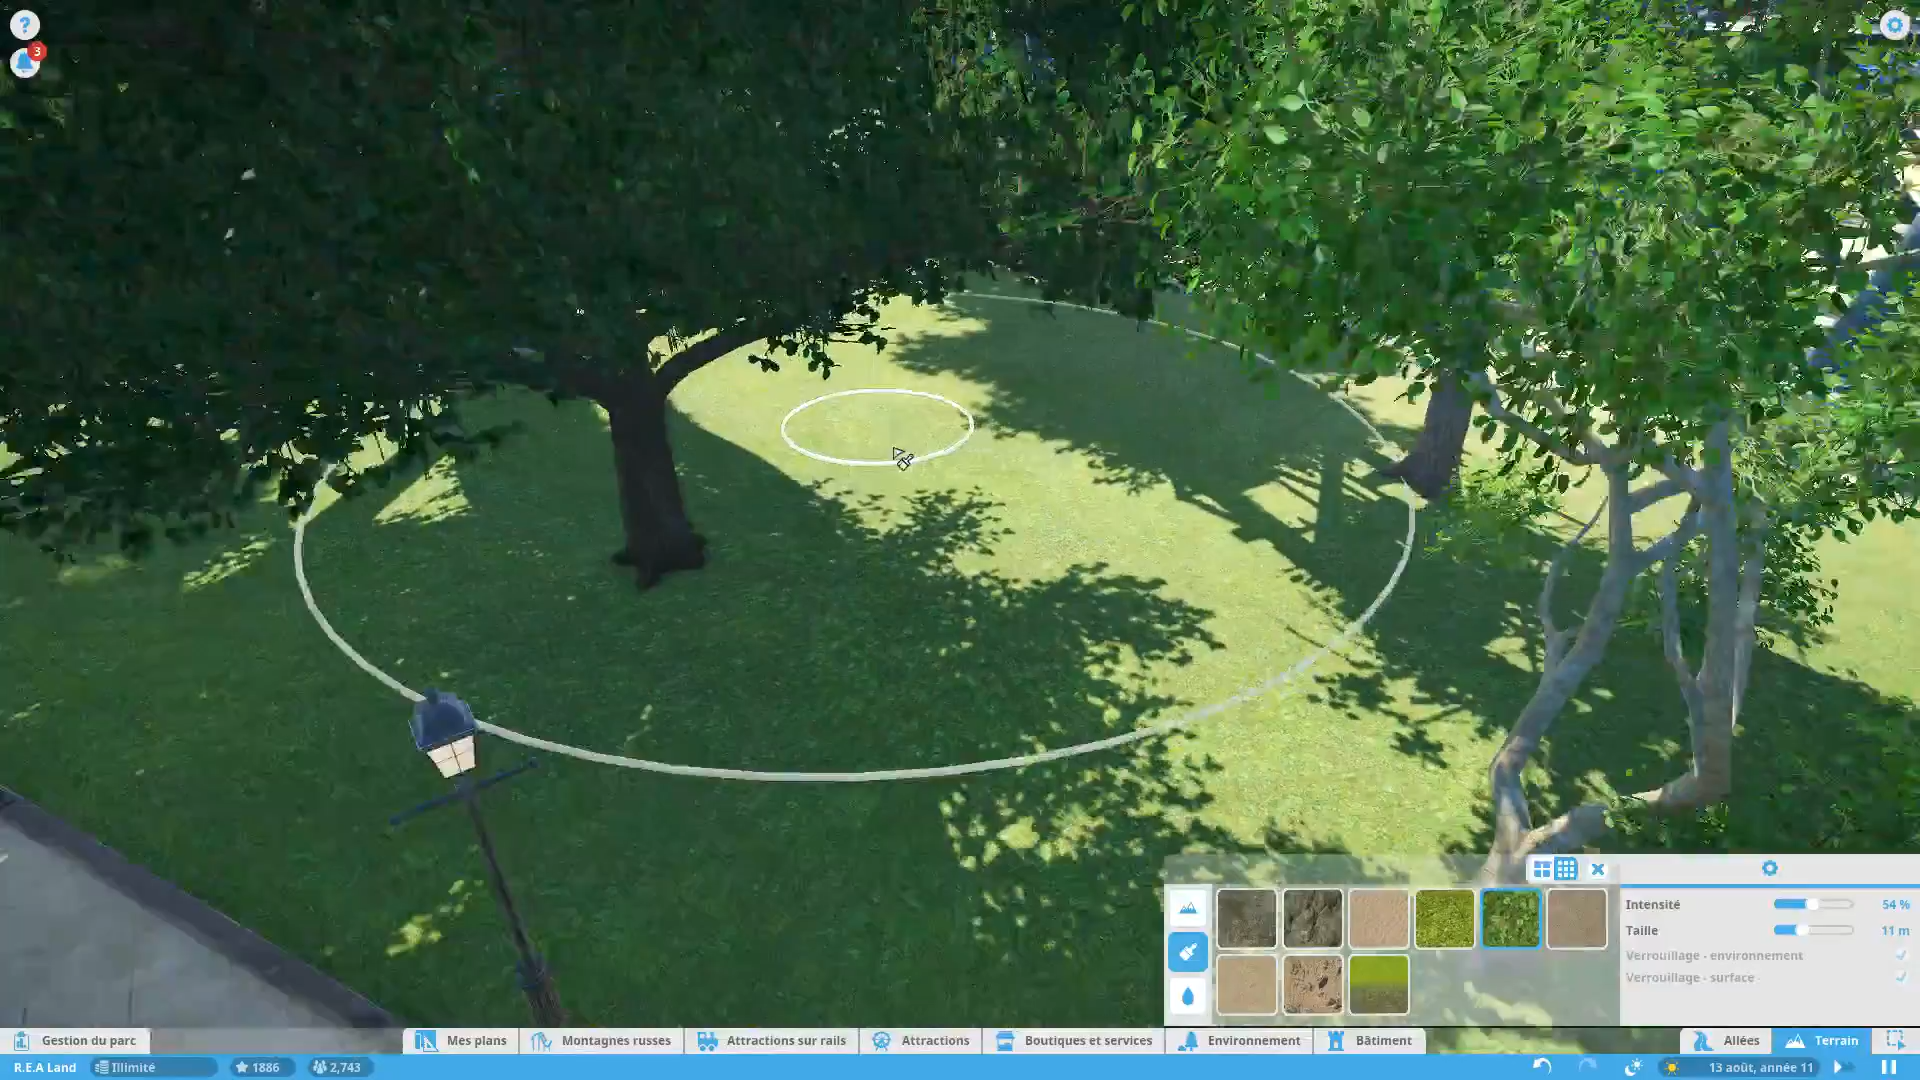 ?
3
Intensité 54 %
Taille 11 m
Verrouillage - environnement
Verrouillage - surface -
Gestion du parc
Mes plans
Montagnes russes
Attractions sur rails
Attractions
Boutiques et services
Environnement
Bâtiment
Allées
Terrain
R.E.A Land
Illimité
1886
2,743
13 août, année 11